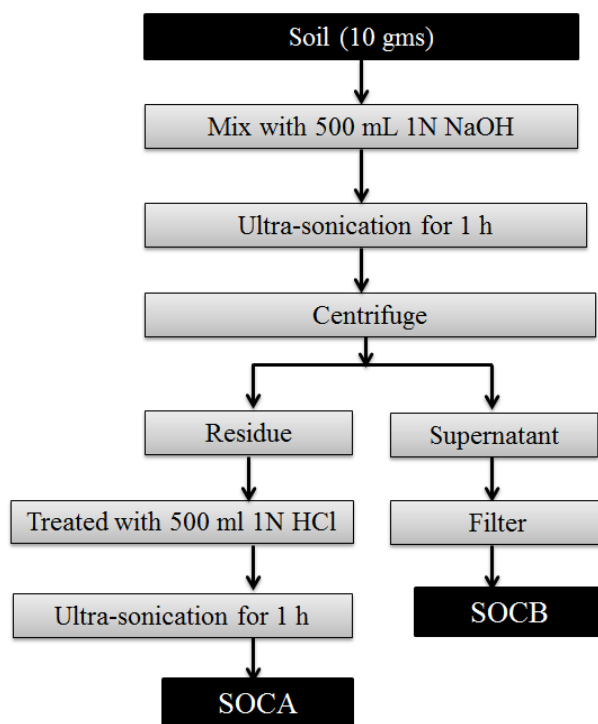 Soil (10 gms)
Mix with 500 mL 1N NaOH
Ultra-sonication for 1 h
Centrifuge
Residue
Supernatant
Treated with 500 ml 1N HCl
Filter
Ultra-sonication for 1 h
SOCB
SOCA